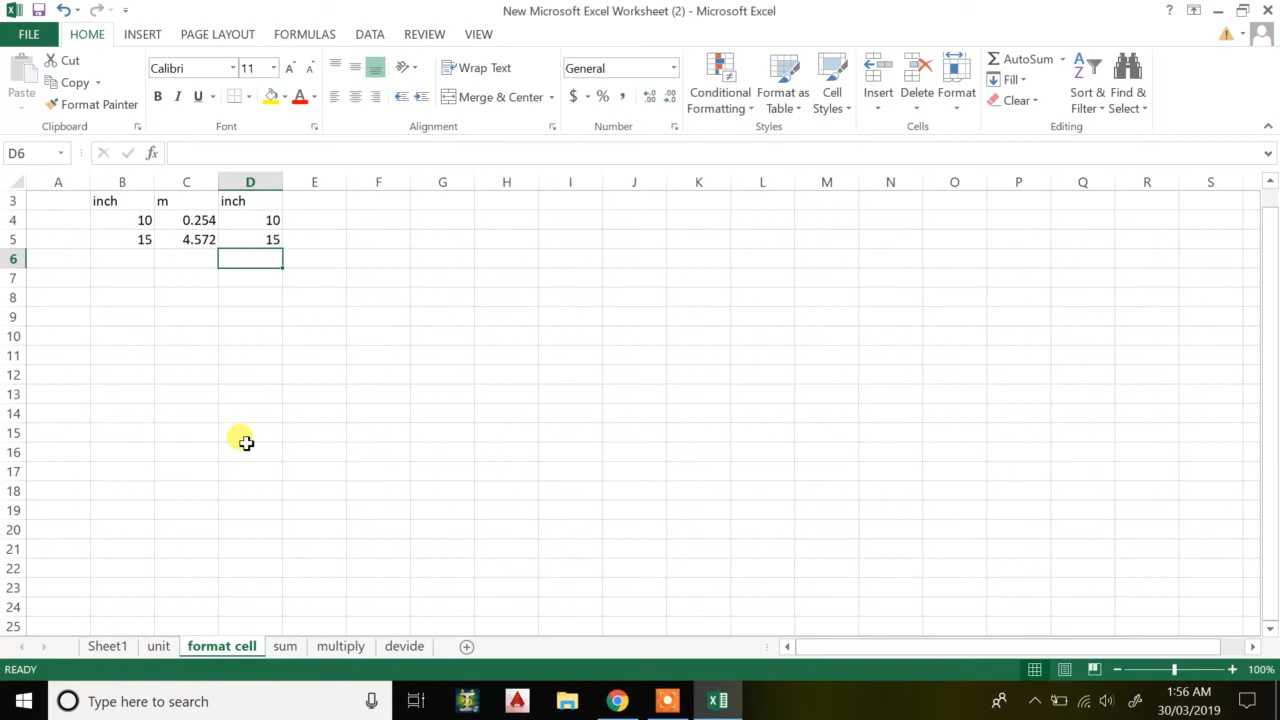 New Microsoft Excel Worksheet (2) - Microsoft Excel
FILE HOME INSERT PAGE LAYOUT FORMULAS DATA REVIEW VIEW
Paste
Cut
Copy
Format Painter
Clipboard
Calibri 11
B I U
Font
Wrap Text
Merge & Center
Alignment
General
$ % ,
Number
Conditional Formatting
Format as Table
Cell Styles
Styles
Insert Delete Format
Cells
AutoSum
Fill
Clear
Sort & Filter
Find & Select
Editing
D6 fx
A B C D E F G H I J K L M N O P Q R S
3 inch m inch
4 10 0.254 10
5 15 4.572 15
6
7
8
9
10
11
12
13
14
15
16
17
18
19
20
21
22
23
24
25
Sheet1 unit format cell sum multiply devide
READY 100%
Type here to search
1:56 AM
30/03/2019